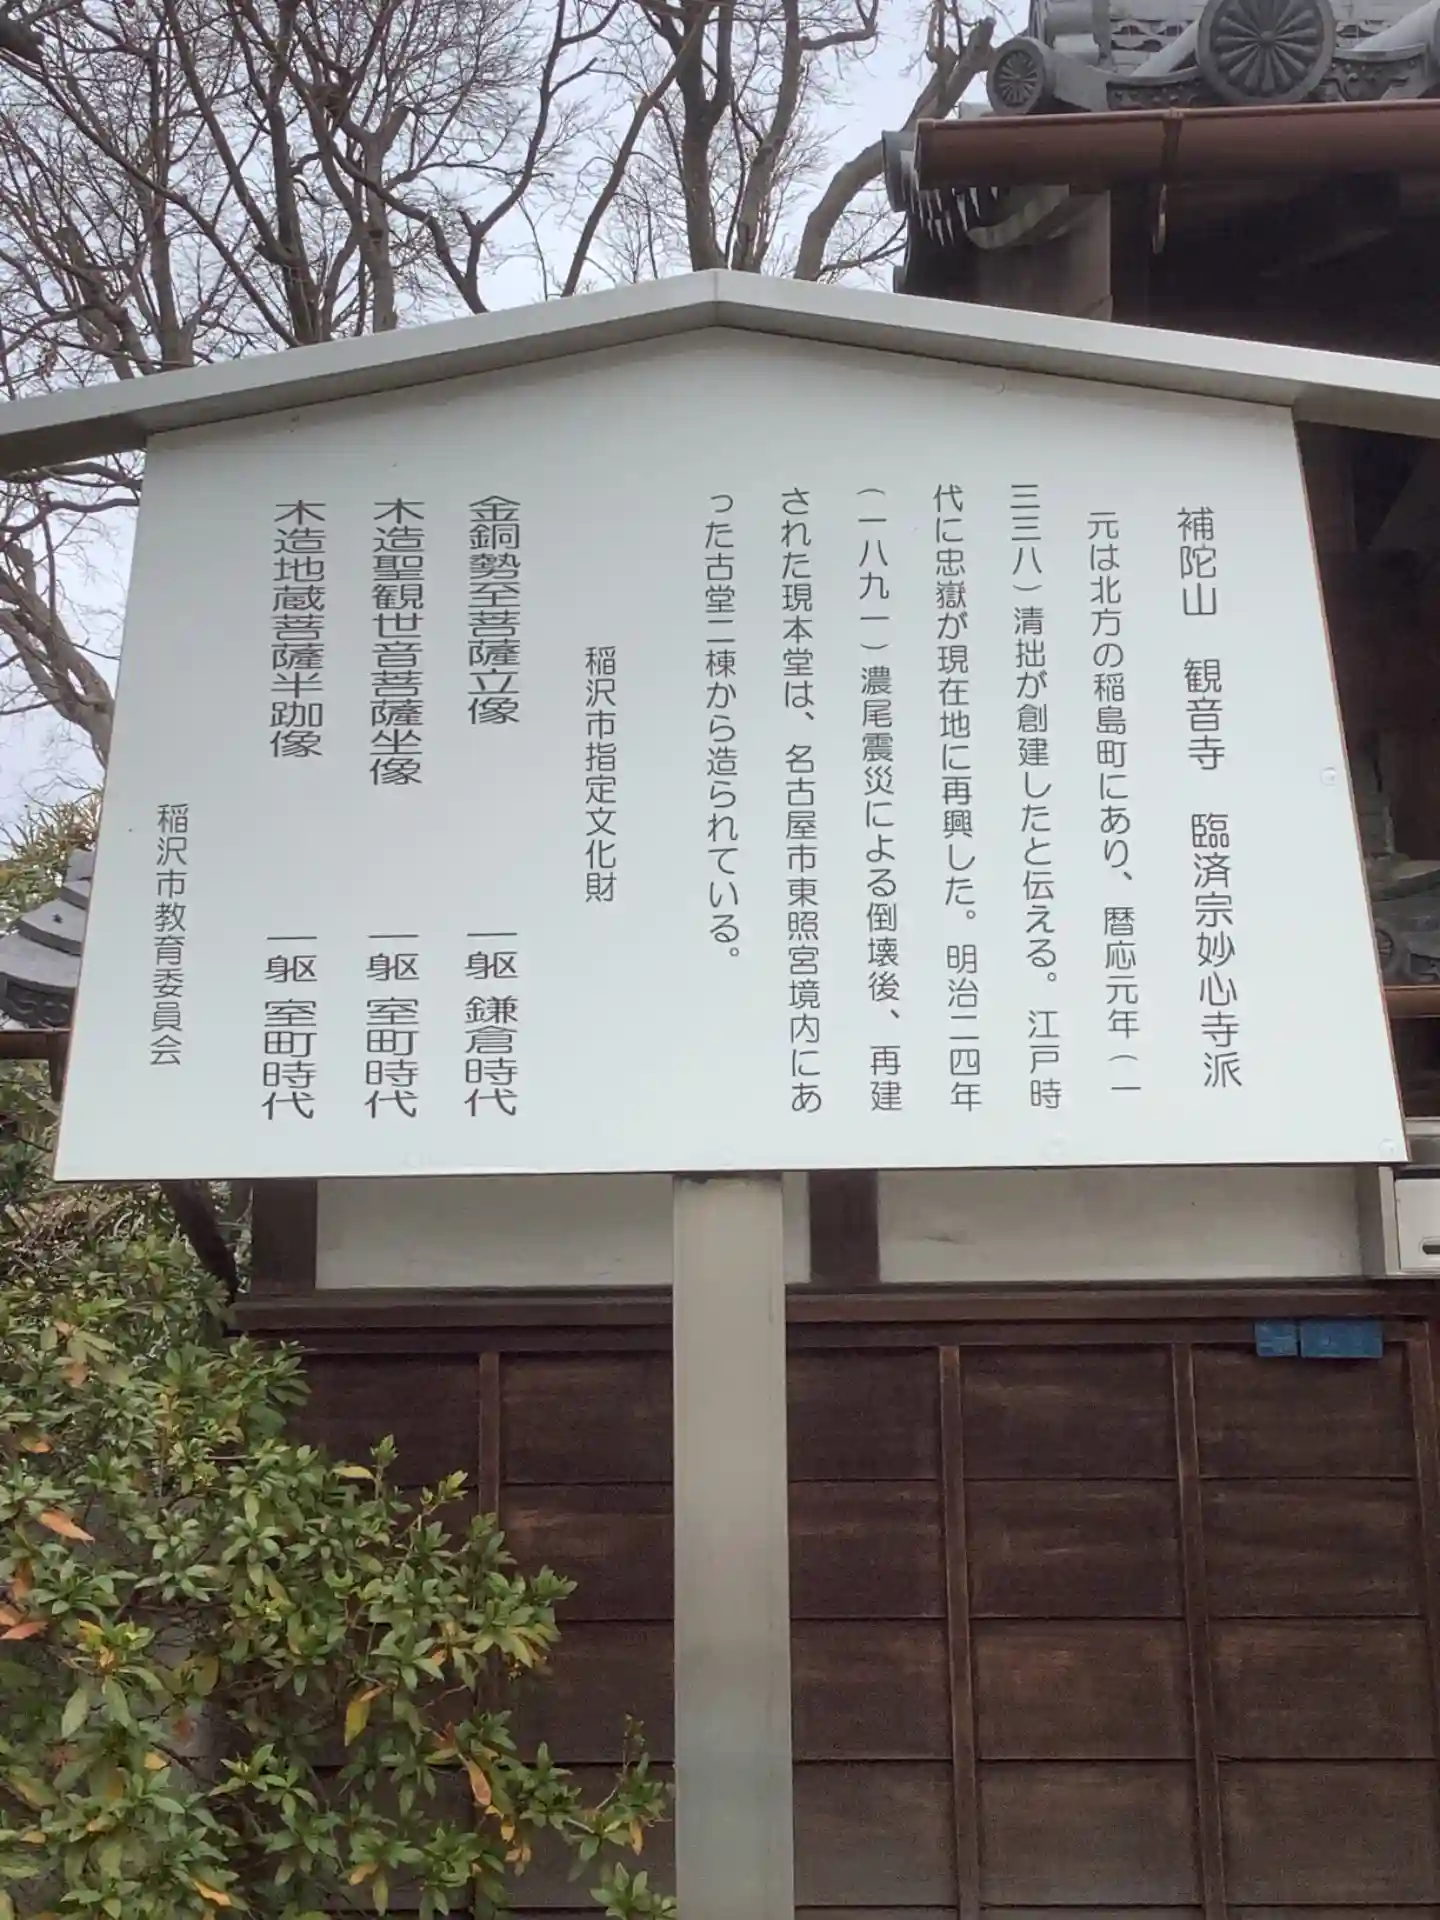 補陀山　観音寺　臨済宗妙心寺派
元は北方の稲島町にあり、暦応元年（一
三三八）清拙が創建したと伝える。江戸時
代に忠嶽が現在地に再興した。明治二四年
（一八九一）濃尾震災による倒壊後、再建
された現本堂は、名古屋市東照宮境内にあ
った古堂二棟から造られている。
稲沢市指定文化財
金銅勢至菩薩立像　一躯　鎌倉時代
木造聖観世音菩薩坐像　一躯　室町時代
木造地蔵菩薩半跏像　一躯　室町時代
稲沢市教育委員会